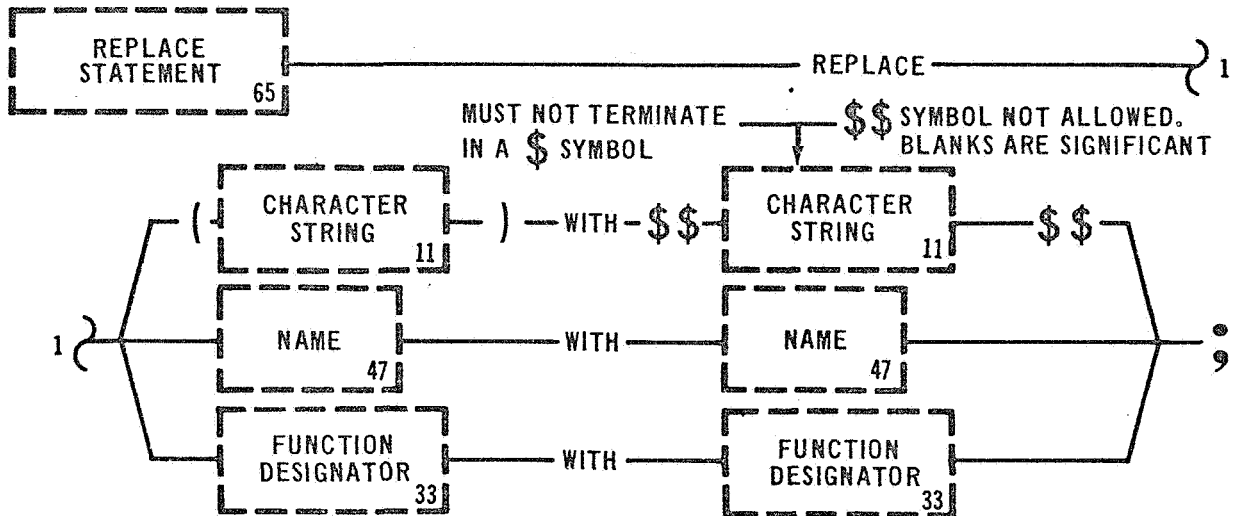 REPLACE
STATEMENT
65
REPLACE
1
MUST NOT TERMINATE
IN A $ SYMBOL
$$ SYMBOL NOT ALLOWED.
BLANKS ARE SIGNIFICANT
( CHARACTER
STRING
11
) WITH $$ CHARACTER
STRING
11
$$
1
NAME
47
WITH
NAME
47
;
FUNCTION
DESIGNATOR
33
WITH
FUNCTION
DESIGNATOR
33